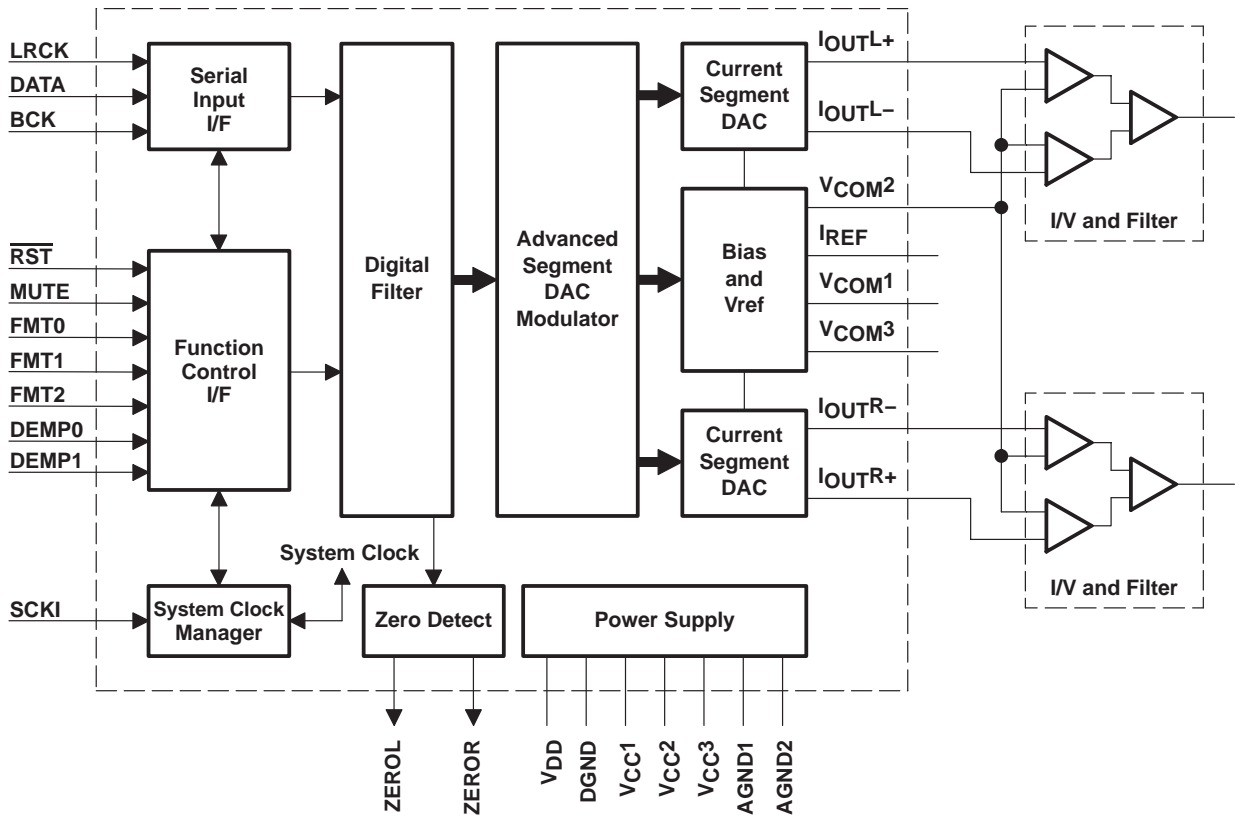 LRCK
DATA
BCK
RST
MUTE
FMT0
FMT1
FMT2
DEMP0
DEMP1
SCKI
Serial
Input
I/F
Function
Control
I/F
System Clock
Manager
System Clock
Digital
Filter
Zero Detect
Advanced
Segment
DAC
Modulator
Power Supply
Current
Segment
DAC
Bias
and
Vref
Current
Segment
DAC
IOUTL+
IOUTL–
VCOM2
IREF
VCOM1
VCOM3
IOUTR–
IOUTR+
I/V and Filter
I/V and Filter
ZEROL
ZEROR
VDD
DGND
VCC1
VCC2
VCC3
AGND1
AGND2